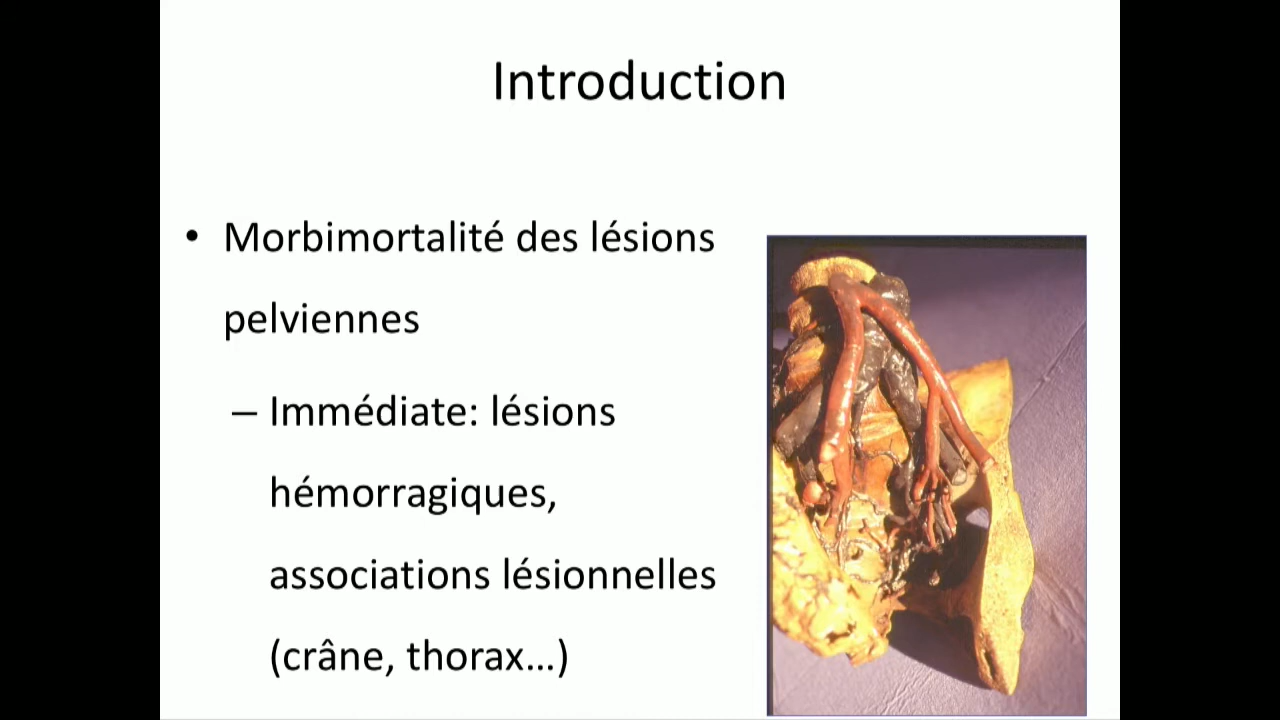 Introduction
• Morbimortalité des lésions
pelviennes
– Immédiate: lésions
hémorragiques,
associations lésionnelles
(crâne, thorax…)